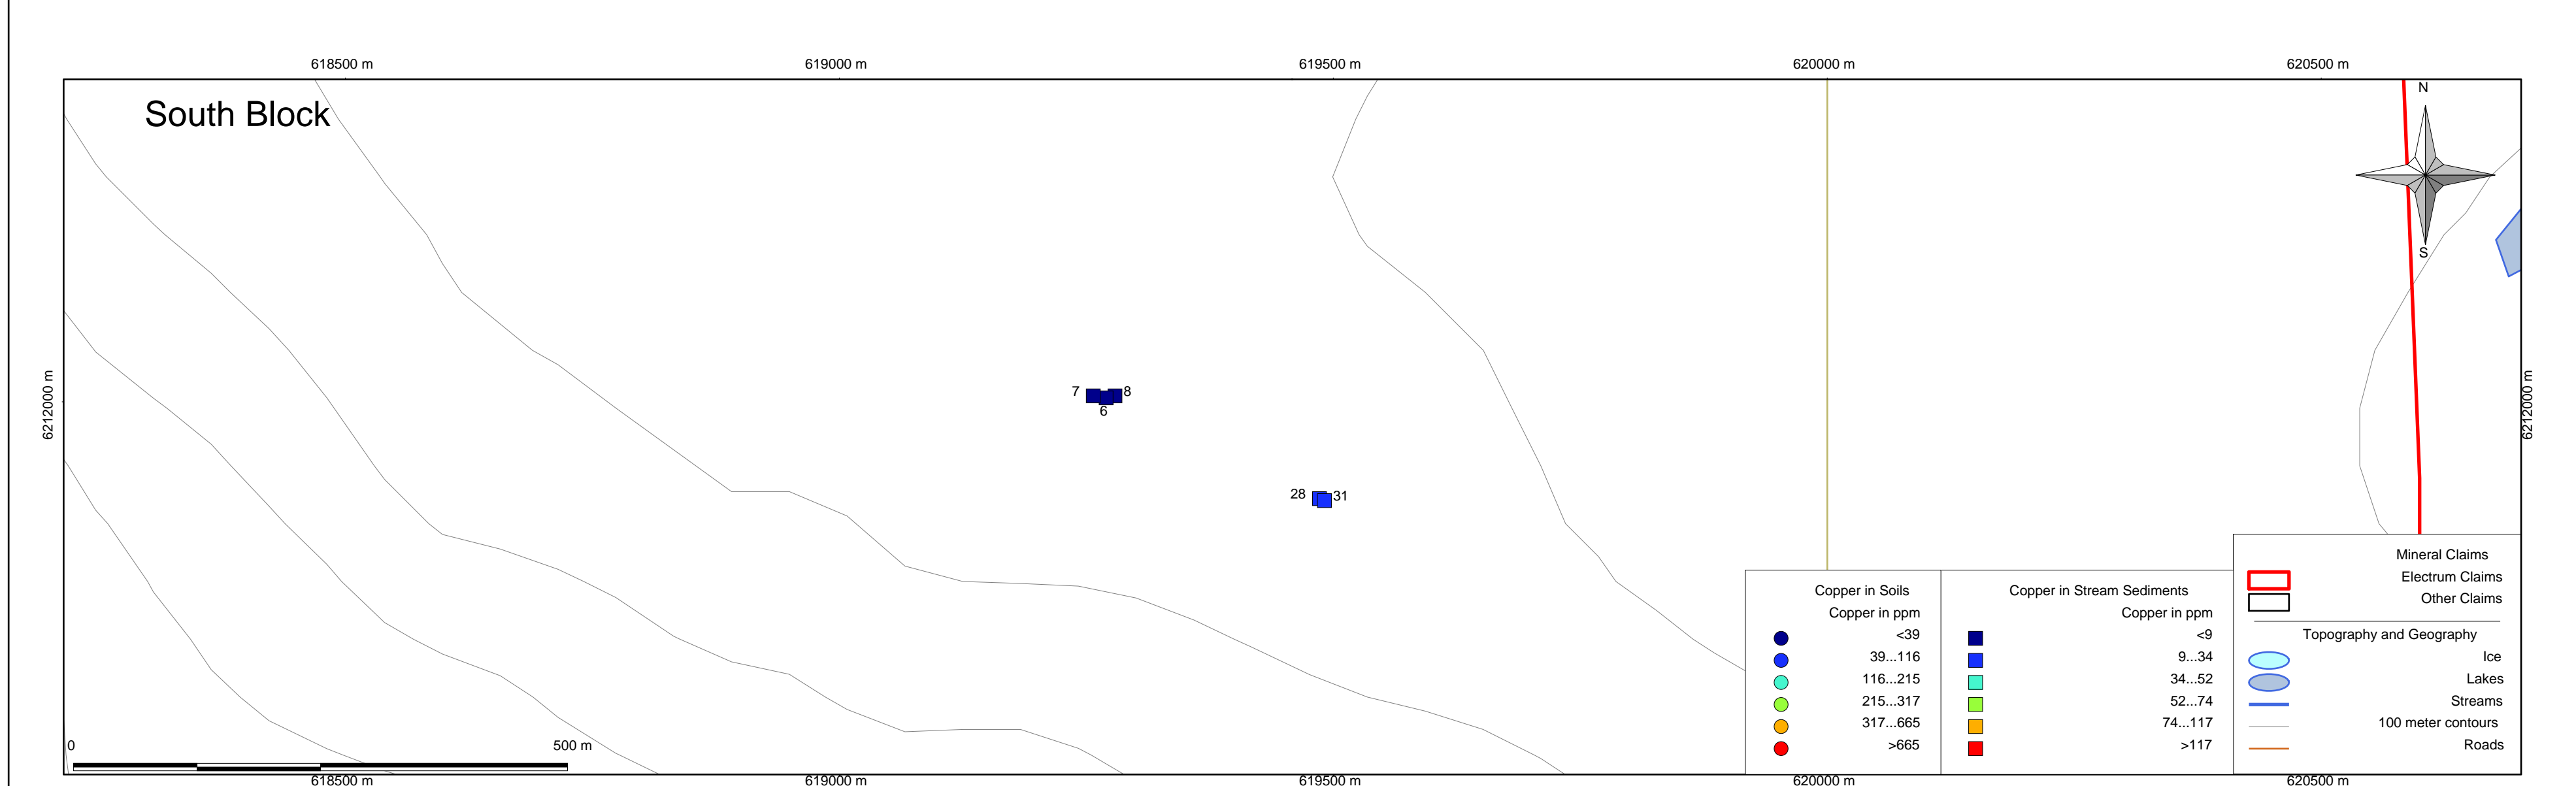 618500 m 619000 m 619500 m 620000 m 620500 m
South Block
N
S
6212000 m
6212000 m
7 8
6
28 31
Copper in Soils
Copper in ppm
<39
39...116
116...215
215...317
317...665
>665
Copper in Stream Sediments
Copper in ppm
<9
9...34
34...52
52...74
74...117
>117
Mineral Claims
Electrum Claims
Other Claims
Topography and Geography
Ice
Lakes
Streams
100 meter contours
Roads
0 500 m
618500 m 619000 m 619500 m 620000 m 620500 m